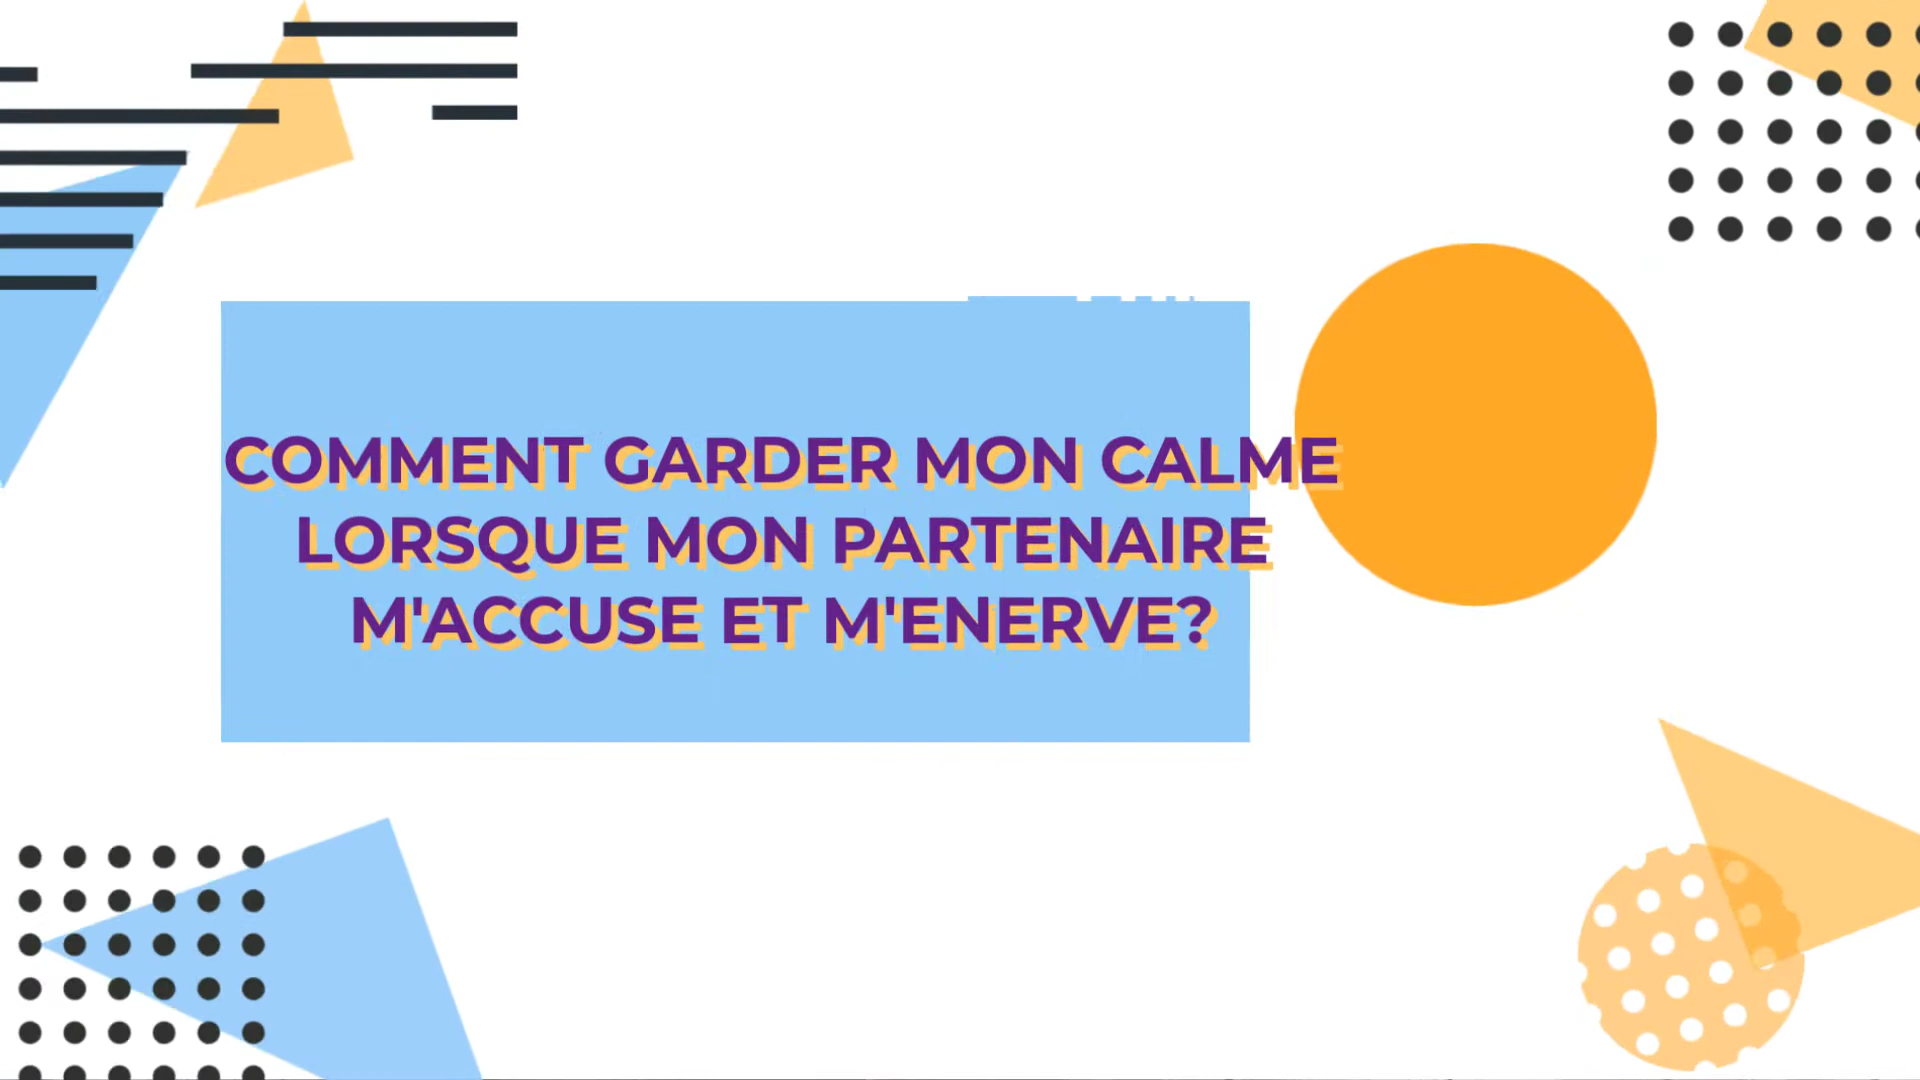 COMMENT GARDER MON CALME
LORSQUE MON PARTENAIRE
M'ACCUSE ET M'ENERVE?